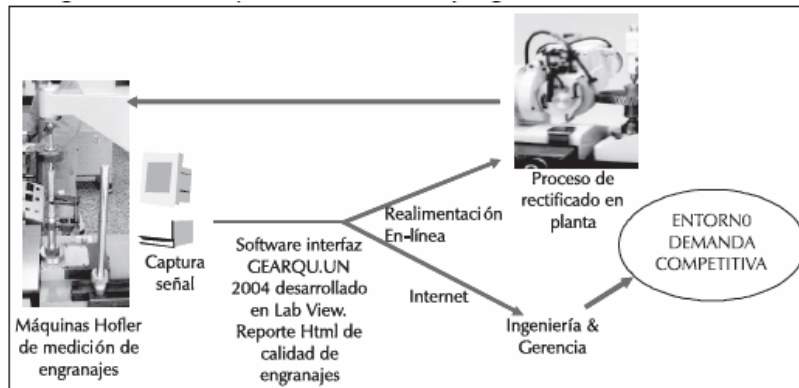 Máquinas Hofler
de medición de
engranajes
Captura
señal
Software interfaz
GEARQU.UN
2004 desarrollado
en Lab View.
Reporte Html de
calidad de
engranajes
Realimentación
En-línea
Internet
Proceso de
rectificado en
planta
Ingeniería &
Gerencia
ENTORN0
DEMANDA
COMPETITIVA